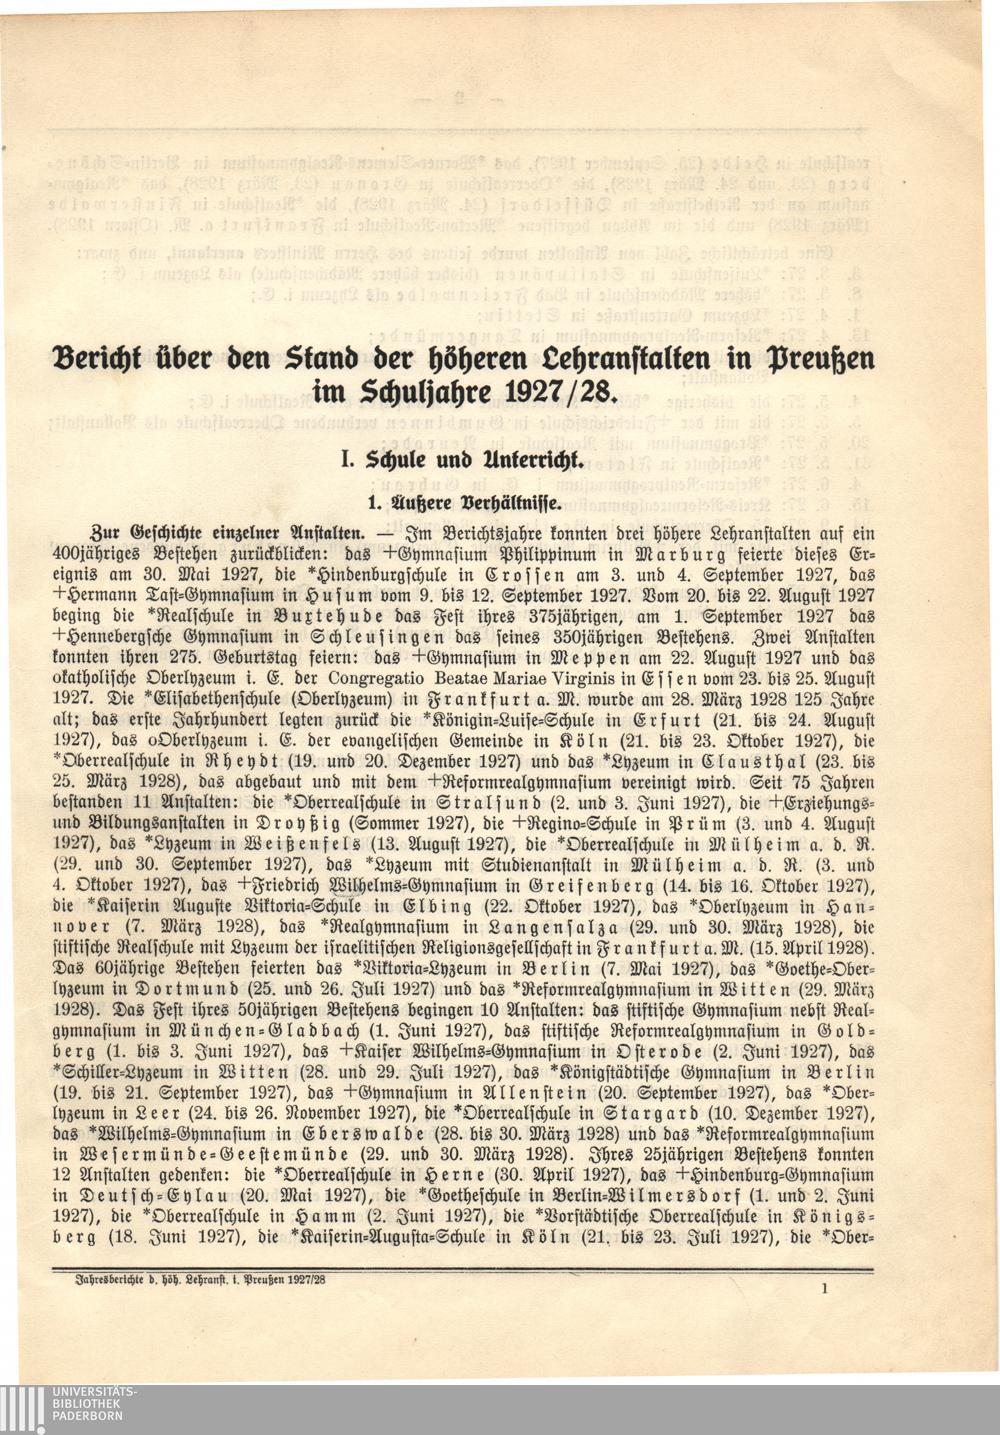 Bericht über den Stand der höheren Lehranstalten in Preußen
im Schuljahre 1927/28.
I. Schule und Unterricht.
1. Äußere Verhältnisse.
Zur Geschichte einzelner Anstalten. — Im Berichtsjahre konnten drei höhere Lehranstalten auf ein
400jähriges Bestehen zurückblicken: das +Gymnasium Philippinum in Marburg feierte dieses Er-
eignis am 30. Mai 1927, die *Hindenburgschule in Crossen am 3. und 4. September 1927, das
+Hermann Tast-Gymnasium in Husum vom 9. bis 12. September 1927. Vom 20. bis 22. August 1927
beging die *Realschule in Buxtehude das Fest ihres 375jährigen, am 1. September 1927 das
+Hennebergsche Gymnasium in Schleusingen das seines 350jährigen Bestehens. Zwei Anstalten
konnten ihren 275. Geburtstag feiern: das +Gymnasium in Meppen am 22. August 1927 und das
okatholische Oberlyzeum i. E. der Congregatio Beatae Mariae Virginis in Essen vom 23. bis 25. August
1927. Die *Elisabethenschule (Oberlyzeum) in Frankfurt a. M. wurde am 28. März 1928 125 Jahre
alt; das erste Jahrhundert legten zurück die *Königin-Luise-Schule in Erfurt (21. bis 24. August
1927), das oOberlyzeum i. E. der evangelischen Gemeinde in Köln (21. bis 23. Oktober 1927), die
*Oberrealschule in Rheydt (19. und 20. Dezember 1927) und das *Lyzeum in Clausthal (23. bis
25. März 1928), das abgebaut und mit dem +Reformrealgymnasium vereinigt wird. Seit 75 Jahren
bestanden 11 Anstalten: die *Oberrealschule in Stralsund (2. und 3. Juni 1927), die +Erziehungs-
und Bildungsanstalten in Droyßig (Sommer 1927), die +Regino-Schule in Prüm (3. und 4. August
1927), das *Lyzeum in Weißenfels (13. August 1927), die *Oberrealschule in Mülheim a. d. R.
(29. und 30. September 1927), das *Lyzeum mit Studienanstalt in Mülheim a. d. R. (3. und
4. Oktober 1927), das +Friedrich Wilhelms-Gymnasium in Greifenberg (14. bis 16. Oktober 1927),
die *Kaiserin Auguste Viktoria-Schule in Elbing (22. Oktober 1927), das *Oberlyzeum in Han-
nover (7. März 1928), das *Realgymnasium in Langensalza (29. und 30. März 1928), die
stiftische Realschule mit Lyzeum der israelitischen Religionsgesellschaft in Frankfurt a. M. (15. April 1928).
Das 60jährige Bestehen feierten das *Viktoria-Lyzeum in Berlin (7. Mai 1927), das *Goethe-Ober-
lyzeum in Dortmund (25. und 26. Juli 1927) und das *Reformrealgymnasium in Witten (29. März
1928). Das Fest ihres 50jährigen Bestehens begingen 10 Anstalten: das stiftische Gymnasium nebst Real-
gymnasium in München-Gladbach (1. Juni 1927), das stiftische Reformrealgymnasium in Gold-
berg (1. bis 3. Juni 1927), das +Kaiser Wilhelms-Gymnasium in Osterode (2. Juni 1927), das
*Schiller-Lyzeum in Witten (28. und 29. Juli 1927), das *Königstädtische Gymnasium in Berlin
(19. bis 21. September 1927), das +Gymnasium in Allenstein (20. September 1927), das *Ober-
lyzeum in Leer (24. bis 26. November 1927), die *Oberrealschule in Stargard (10. Dezember 1927),
das *Wilhelms-Gymnasium in Eberswalde (28. bis 30. März 1928) und das *Reformrealgymnasium
in Wesermünde-Geestemünde (29. und 30. März 1928). Ihres 25jährigen Bestehens konnten
12 Anstalten gedenken: die *Oberrealschule in Herne (30. April 1927), das +Hindenburg-Gymnasium
in Deutsch-Eylau (20. Mai 1927), die *Goetheschule in Berlin-Wilmersdorf (1. und 2. Juni
1927), die *Oberrealschule in Hamm (2. Juni 1927), die *Vorstädtische Oberrealschule in Königs-
berg (18. Juni 1927), die *Kaiserin-Augusta-Schule in Köln (21. bis 23. Juli 1927), die *Ober-
Jahresberichte d. höh. Lehranst. i. Preußen 1927/28
1
UNIVERSITÄTS-
BIBLIOTHEK
PADERBORN